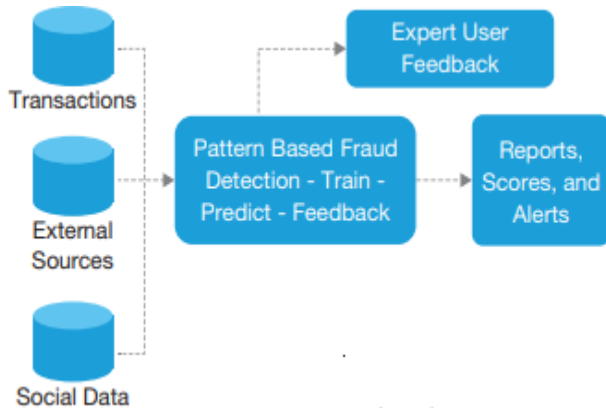 Transactions
External
Sources
Social Data
Pattern Based Fraud
Detection - Train -
Predict - Feedback
Expert User
Feedback
Reports,
Scores, and
Alerts